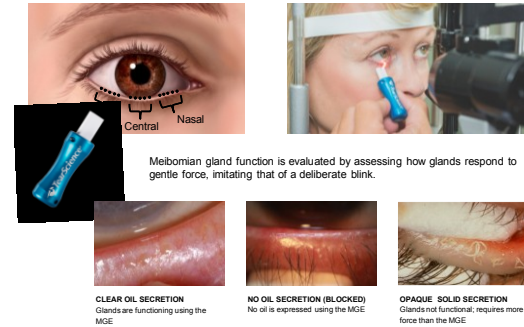 Central
Nasal
TearScience
Meibomian gland function is evaluated by assessing how glands respond to
gentle force, imitating that of a deliberate blink.
CLEAR OIL SECRETION
Glands are functioning using the
MGE
NO OIL SECRETION (BLOCKED)
No oil is expressed using the MGE
OPAQUE SOLID SECRETION
Glands not functional; requires more
force than the MGE